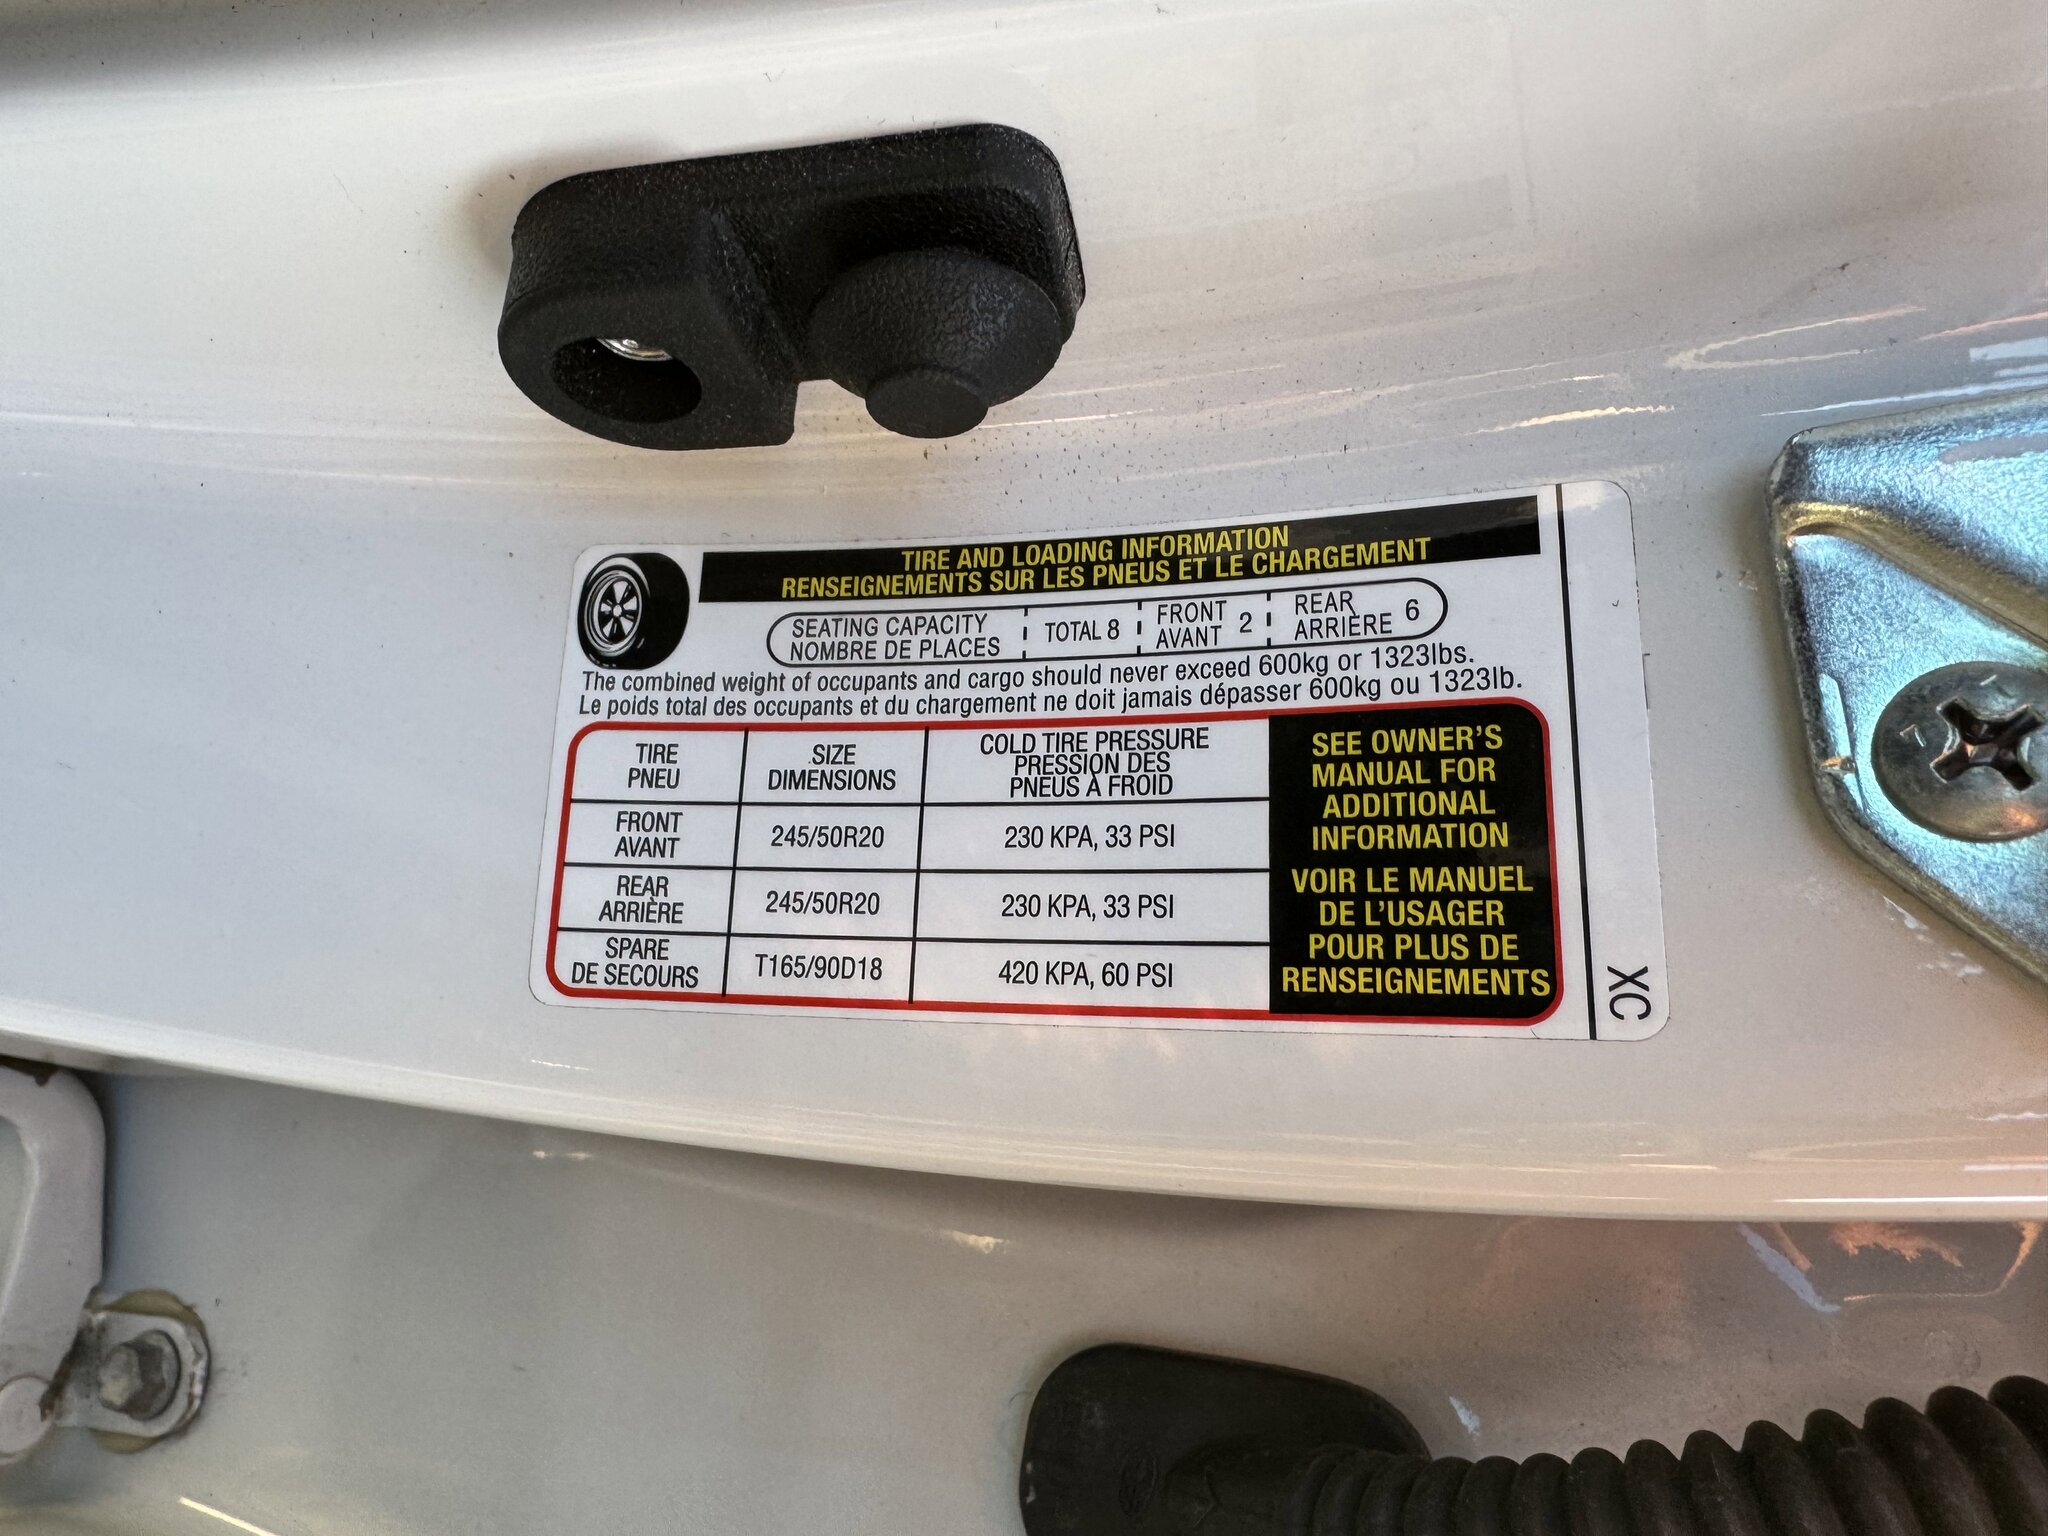 TIRE AND LOADING INFORMATION
RENSEIGNEMENTS SUR LES PNEUS ET LE CHARGEMENT
SEATING CAPACITY
NOMBRE DE PLACES
TOTAL 8
FRONT
AVANT
2
REAR
ARRIÈRE
6
The combined weight of occupants and cargo should never exceed 600kg or 1323lbs.
Le poids total des occupants et du chargement ne doit jamais dépasser 600kg ou 1323lb.
TIRE
PNEU
SIZE
DIMENSIONS
COLD TIRE PRESSURE
PRESSION DES
PNEUS À FROID
FRONT
AVANT
245/50R20
230 KPA, 33 PSI
REAR
ARRIÈRE
245/50R20
230 KPA, 33 PSI
SPARE
DE SECOURS
T165/90D18
420 KPA, 60 PSI
SEE OWNER'S
MANUAL FOR
ADDITIONAL
INFORMATION
VOIR LE MANUEL
DE L'USAGER
POUR PLUS DE
RENSEIGNEMENTS
XC